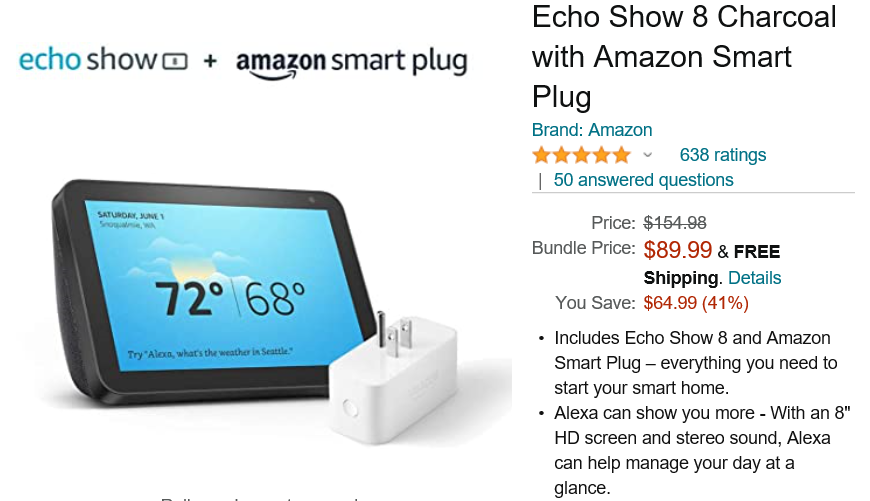 echo show 8 + amazon smart plug
SATURDAY, JUNE 1
Snoqualmie, WA
72° 68°
Try "Alexa, what's the weather in Seattle."
Echo Show 8 Charcoal
with Amazon Smart
Plug
Brand: Amazon
638 ratings
| 50 answered questions
Price: $154.98
Bundle Price: $89.99 & FREE
Shipping. Details
You Save: $64.99 (41%)
• Includes Echo Show 8 and Amazon
Smart Plug – everything you need to
start your smart home.
• Alexa can show you more - With an 8"
HD screen and stereo sound, Alexa
can help manage your day at a
glance.